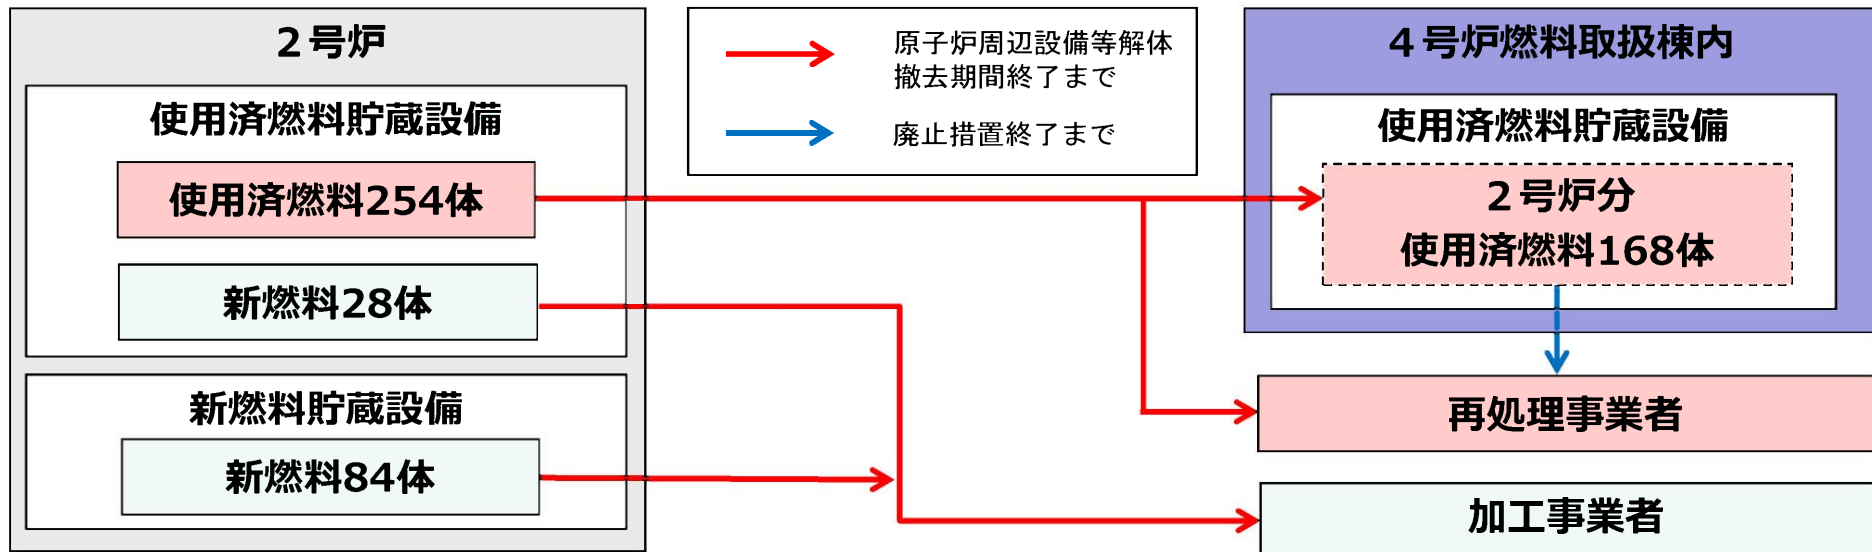 ２号炉
使用済燃料貯蔵設備
使用済燃料254体
新燃料28体
新燃料貯蔵設備
新燃料84体
原子炉周辺設備等解体
撤去期間終了まで
廃止措置終了まで
４号炉燃料取扱棟内
使用済燃料貯蔵設備
２号炉分
使用済燃料168体
再処理事業者
加工事業者